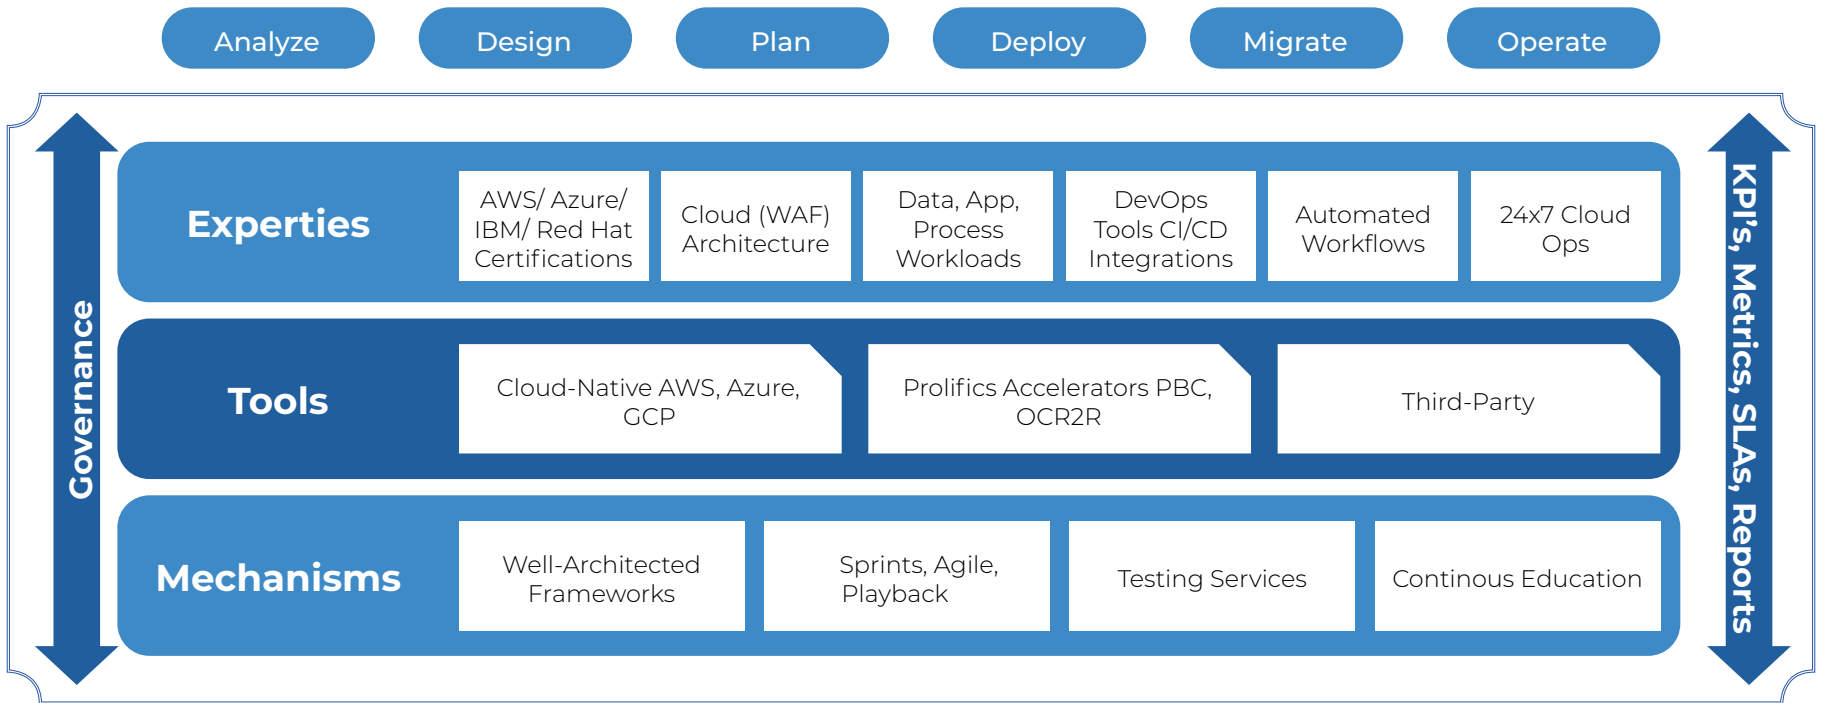 Analyze
Design
Plan
Deploy
Migrate
Operate
Governance
Experties
AWS/ Azure/
IBM/ Red Hat
Certifications
Cloud (WAF)
Architecture
Data, App,
Process
Workloads
DevOps
Tools CI/CD
Integrations
Automated
Workflows
24x7 Cloud
Ops
Tools
Cloud-Native AWS, Azure,
GCP
Prolifics Accelerators PBC,
OCR2R
Third-Party
Mechanisms
Well-Architected
Frameworks
Sprints, Agile,
Playback
Testing Services
Continous Education
KPI's, Metrics, SLAs, Reports